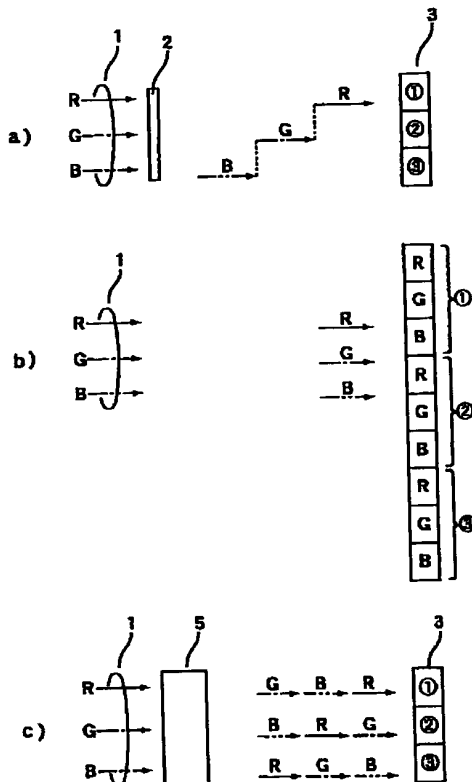 1 2 3
R R ①
a) G G ②
B B ③
1
R R R
G G G ①
b) B B B
R
G ②
B
R
G ③
B
1 5 3
R G B R ①
c) G B R G ②
B R G B ③